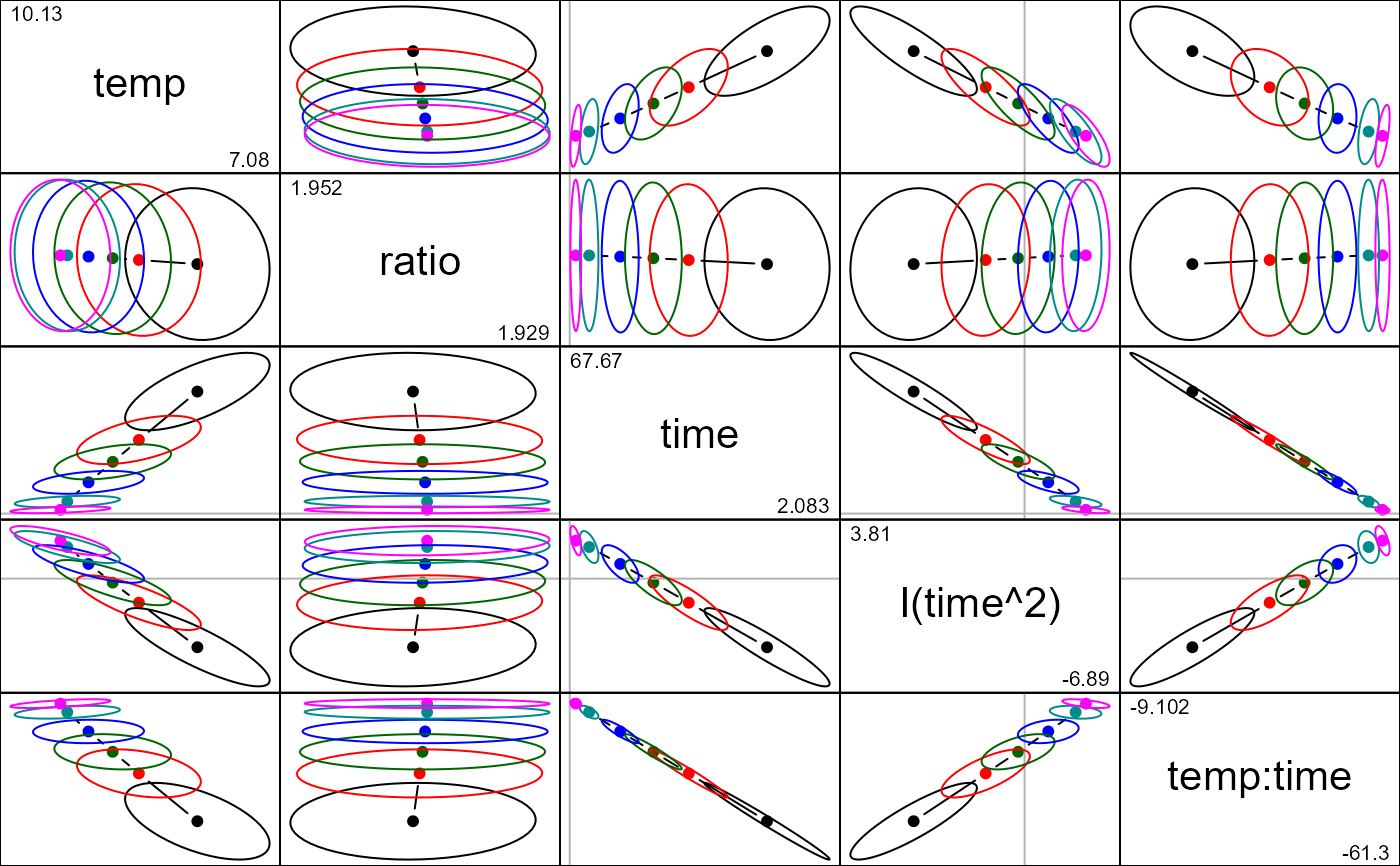 10.13
temp
7.08
1.952
ratio
1.929
67.67
time
2.083
3.81
I(time^2)
-6.89
-9.102
temp:time
-61.3